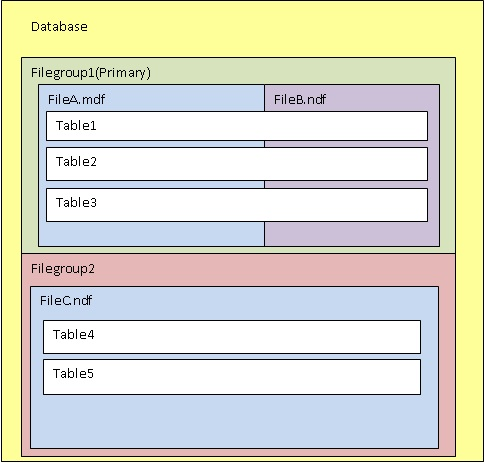 Database
Filegroup1(Primary)
FileA.mdf
FileB.ndf
Table1
Table2
Table3
Filegroup2
FileC.ndf
Table4
Table5